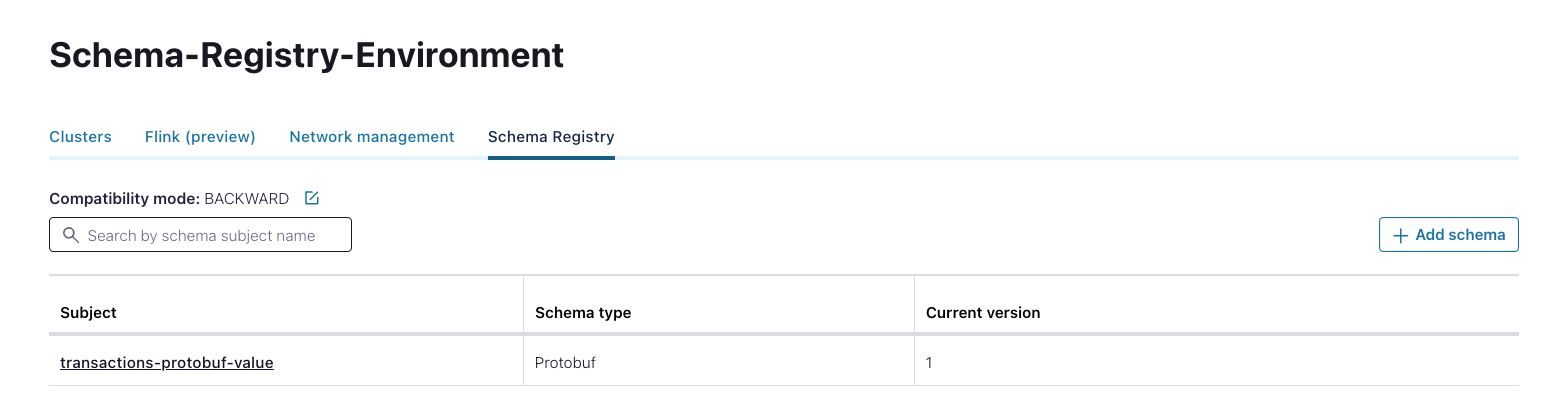 Schema-Registry-Environment
Clusters Flink (preview) Network management Schema Registry
Compatibility mode: BACKWARD
Search by schema subject name
+ Add schema
Subject Schema type Current version
transactions-protobuf-value Protobuf 1